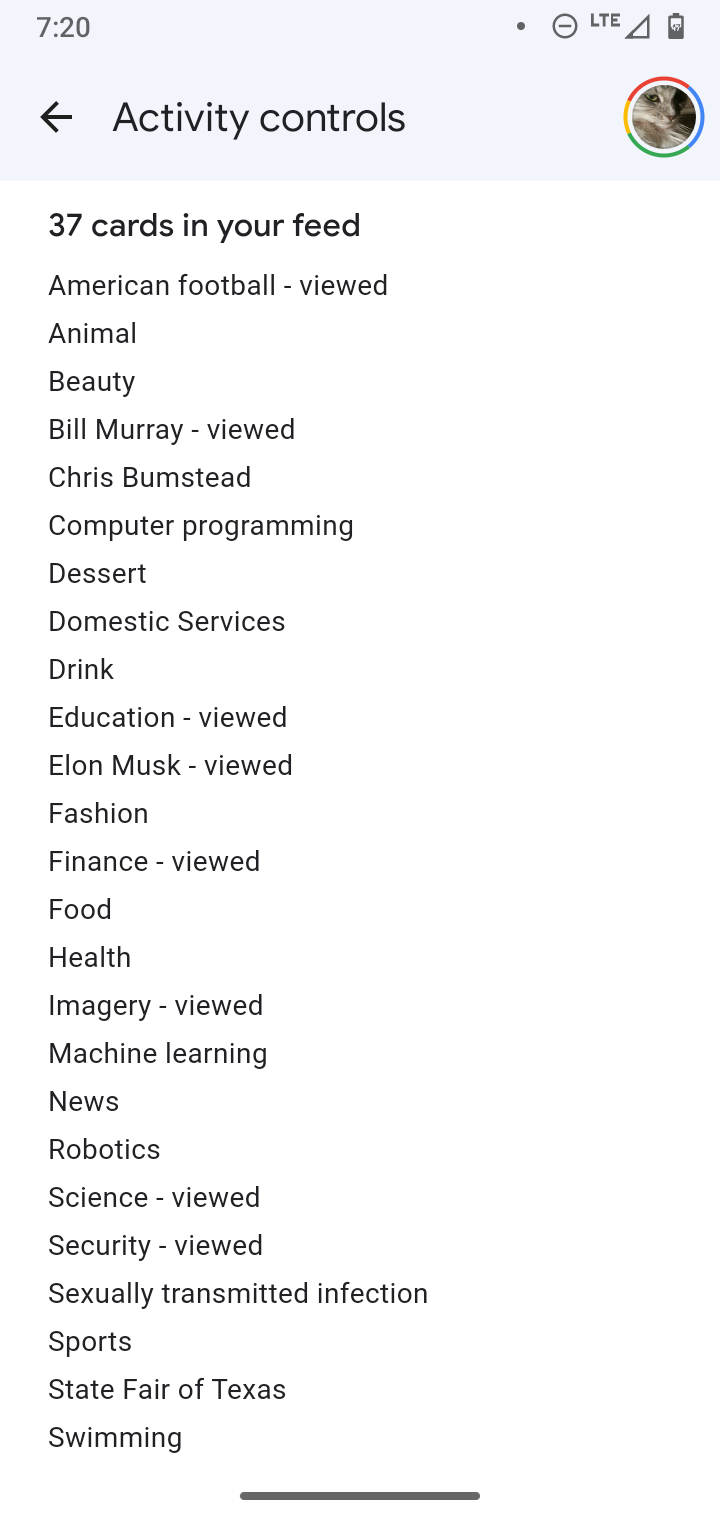 7:20
LTE
Activity controls
37 cards in your feed
American football - viewed
Animal
Beauty
Bill Murray - viewed
Chris Bumstead
Computer programming
Dessert
Domestic Services
Drink
Education - viewed
Elon Musk - viewed
Fashion
Finance - viewed
Food
Health
Imagery - viewed
Machine learning
News
Robotics
Science - viewed
Security - viewed
Sexually transmitted infection
Sports
State Fair of Texas
Swimming